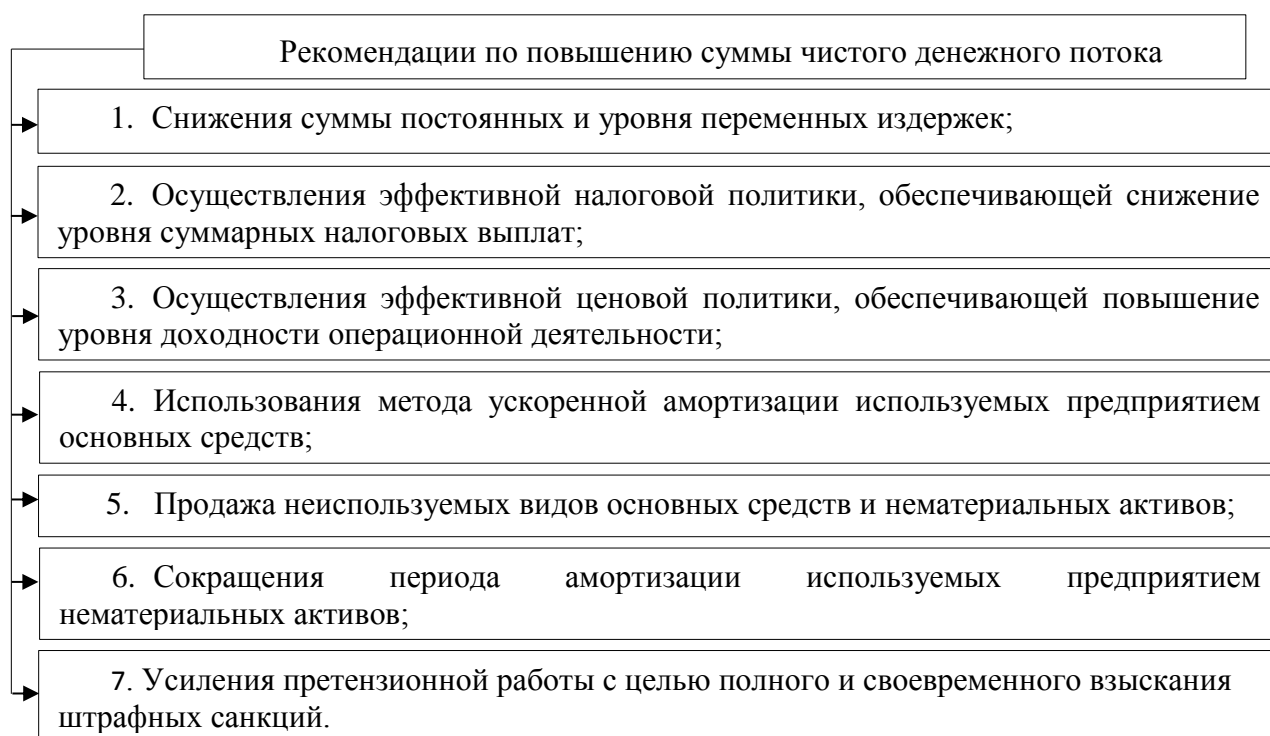 Рекомендации по повышению суммы чистого денежного потока
1. Снижения суммы постоянных и уровня переменных издержек;
2. Осуществления эффективной налоговой политики, обеспечивающей снижение
уровня суммарных налоговых выплат;
3. Осуществления эффективной ценовой политики, обеспечивающей повышение
уровня доходности операционной деятельности;
4. Использования метода ускоренной амортизации используемых предприятием
основных средств;
5. Продажа неиспользуемых видов основных средств и нематериальных активов;
6. Сокращения периода амортизации используемых предприятием
нематериальных активов;
7. Усиления претензионной работы с целью полного и своевременного взыскания
штрафных санкций.